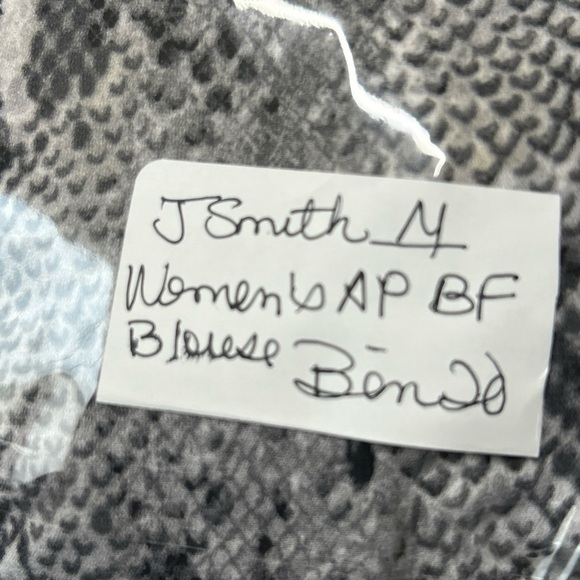 J Smith M
Women's AP BF
Blouse Bin 20